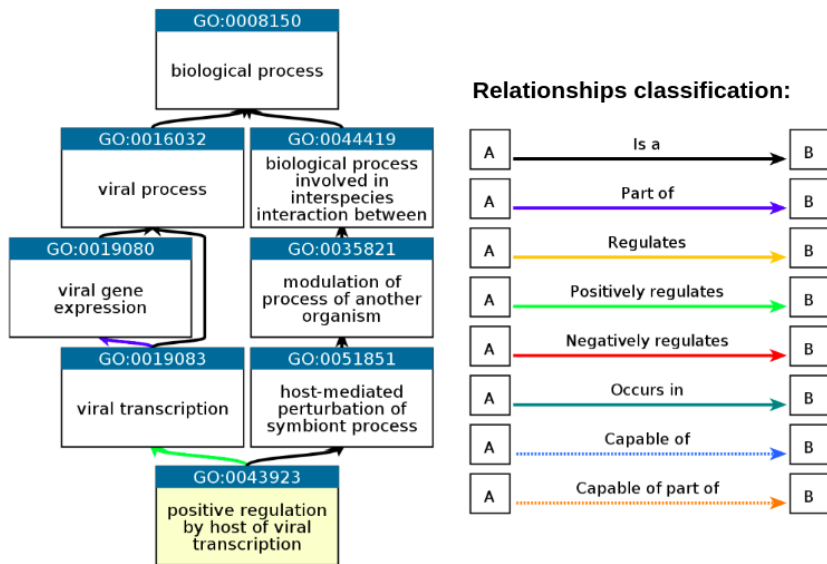 GO:0008150
biological process
GO:0016032
viral process
GO:0044419
biological process
involved in
interspecies
interaction between
GO:0019080
viral gene
expression
GO:0035821
modulation of
process of another
organism
GO:0019083
viral transcription
GO:0051851
host-mediated
perturbation of
symbiont process
GO:0043923
positive regulation
by host of viral
transcription
Relationships classification:
A Is a B
A Part of B
A Regulates B
A Positively regulates B
A Negatively regulates B
A Occurs in B
A Capable of B
A Capable of part of B